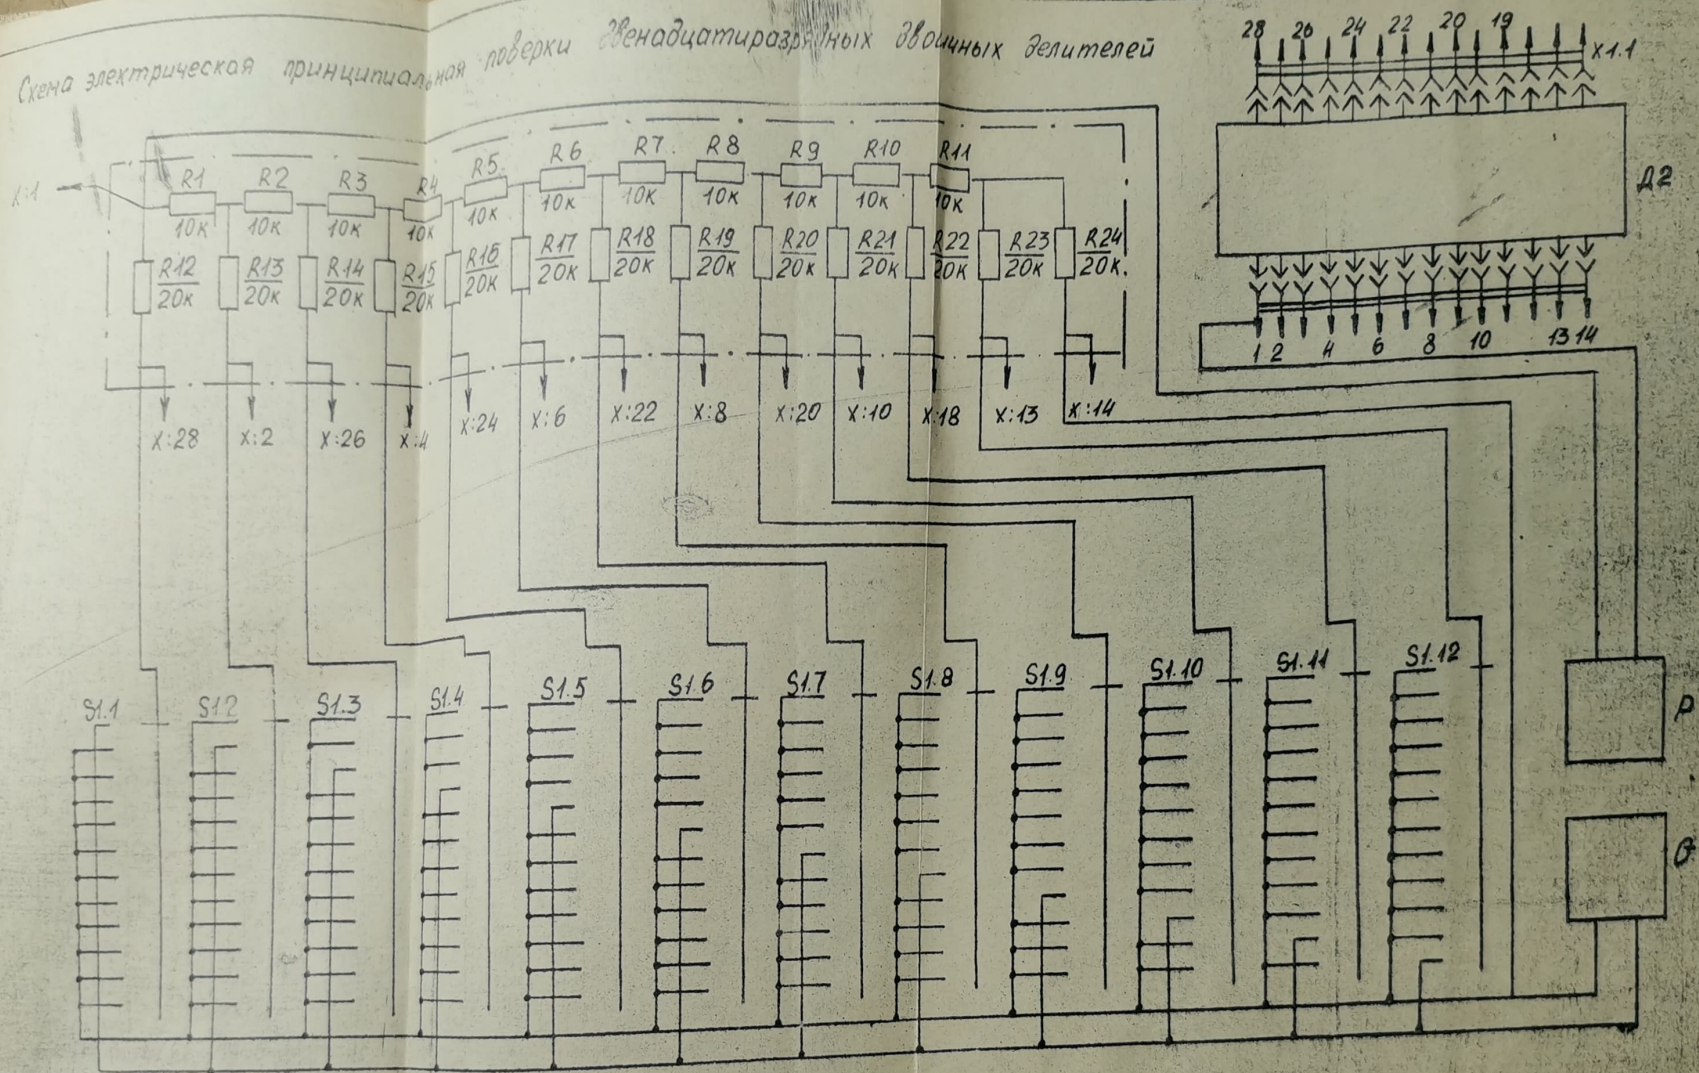 Схема электрическая принципиальная поверки двенадцатиразрядных двоичных делителей
28 26 24 22 20 19
X1.1
Д2
1 2 4 6 8 10 13 14
X:1
R1 R2 R3 R4 R5 R6 R7 R8 R9 R10 R11
10к 10к 10к 10к 10к 10к 10к 10к 10к 10к 10к
R12 R13 R14 R15 R16 R17 R18 R19 R20 R21 R22 R23 R24
20к 20к 20к 20к 20к 20к 20к 20к 20к 20к 20к 20к 20к.
X:28 X:2 X:26 X:4 X:24 X:6 X:22 X:8 X:20 X:10 X:18 X:13 X:14
S1.1 S1.2 S1.3 S1.4 S1.5 S1.6 S1.7 S1.8 S1.9 S1.10 S1.11 S1.12
P